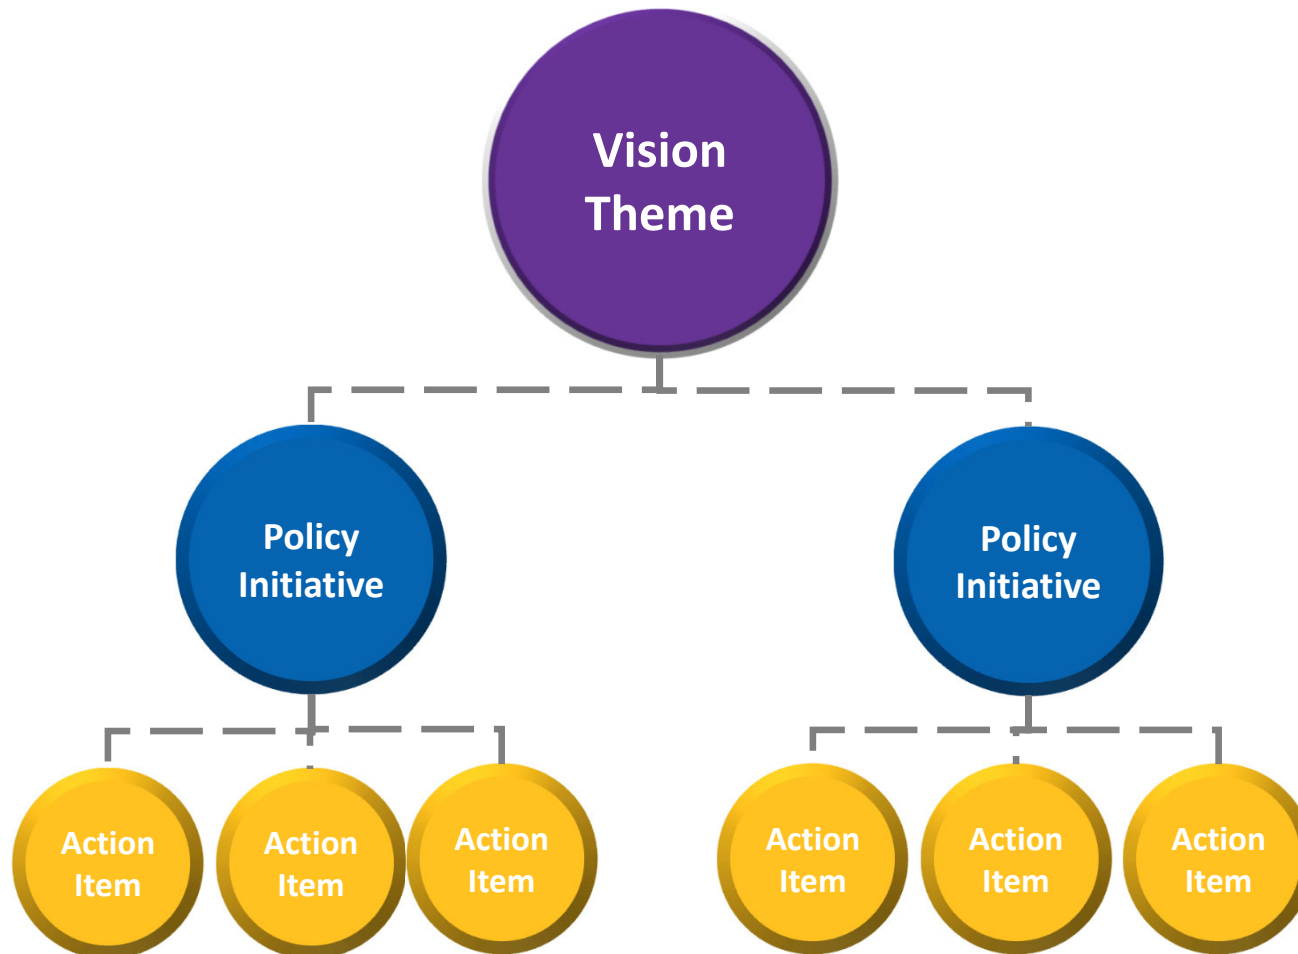 Vision
Theme
Policy
Initiative
Policy
Initiative
Action
Item
Action
Item
Action
Item
Action
Item
Action
Item
Action
Item